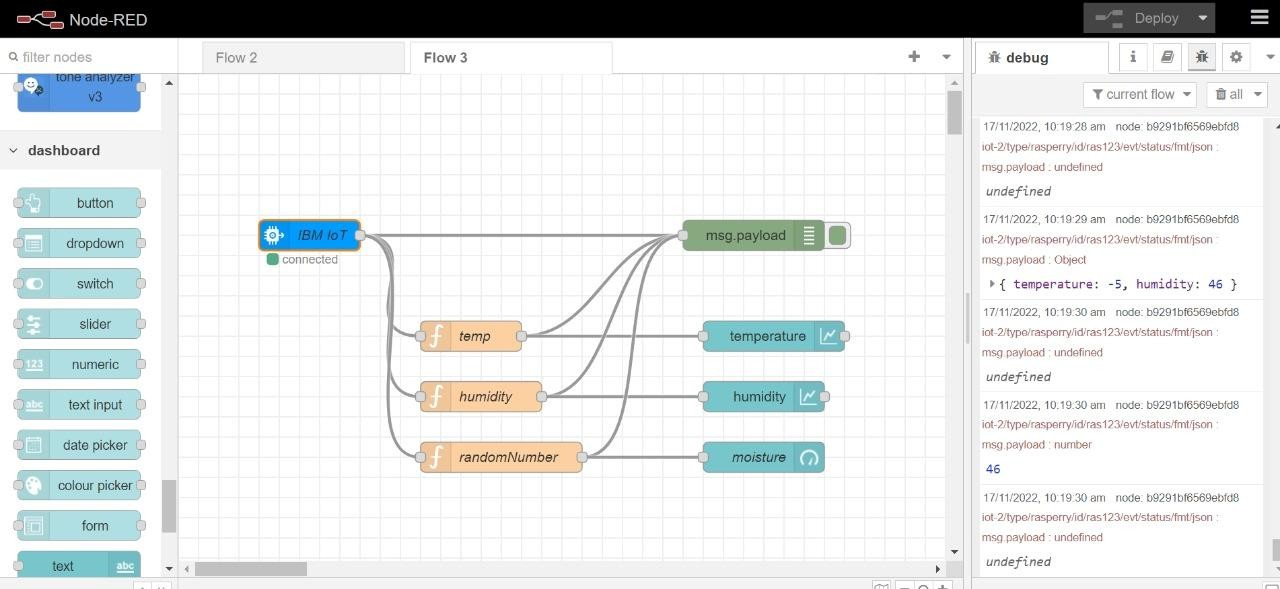 Node-RED
Deploy
filter nodes
tone analyzer
v3
dashboard
button
dropdown
switch
slider
123 numeric
abc text input
date picker
colour picker
form
text abc
Flow 2
Flow 3
IBM IoT
connected
msg.payload
temp
temperature
humidity
humidity
randomNumber
moisture
debug
i
current flow
all
17/11/2022, 10:19:28 am node: b9291bf6569ebfd8
iot-2/type/rasperry/id/ras123/evt/status/fmt/json :
msg.payload : undefined
undefined
17/11/2022, 10:19:29 am node: b9291bf6569ebfd8
iot-2/type/rasperry/id/ras123/evt/status/fmt/json :
msg.payload : Object
{ temperature: -5, humidity: 46 }
17/11/2022, 10:19:30 am node: b9291bf6569ebfd8
iot-2/type/rasperry/id/ras123/evt/status/fmt/json :
msg.payload : undefined
undefined
17/11/2022, 10:19:30 am node: b9291bf6569ebfd8
iot-2/type/rasperry/id/ras123/evt/status/fmt/json :
msg.payload : number
46
17/11/2022, 10:19:30 am node: b9291bf6569ebfd8
iot-2/type/rasperry/id/ras123/evt/status/fmt/json :
msg.payload : undefined
undefined